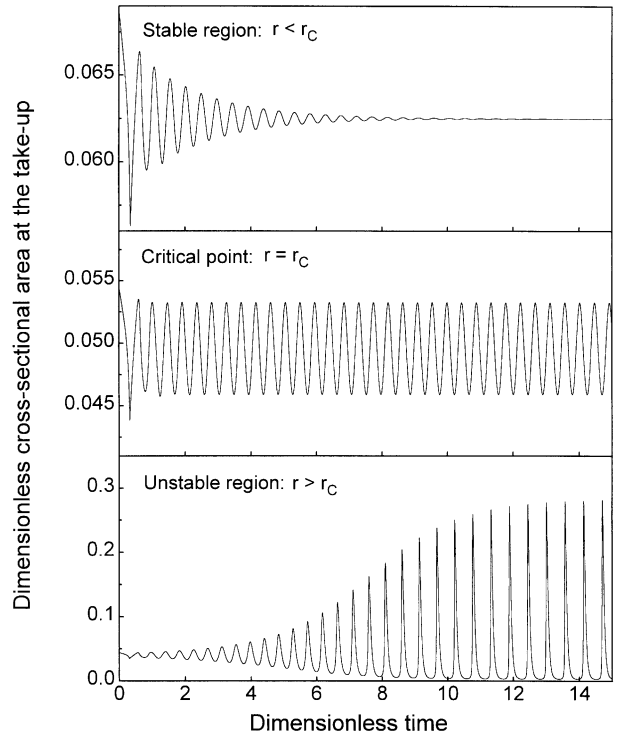 Dimensionless cross-sectional area at the take-up
Stable region: r < rC
0.065
0.060
Critical point: r = rC
0.055
0.050
0.045
Unstable region: r > rC
0.3
0.2
0.1
0.0
0 2 4 6 8 10 12 14
Dimensionless time